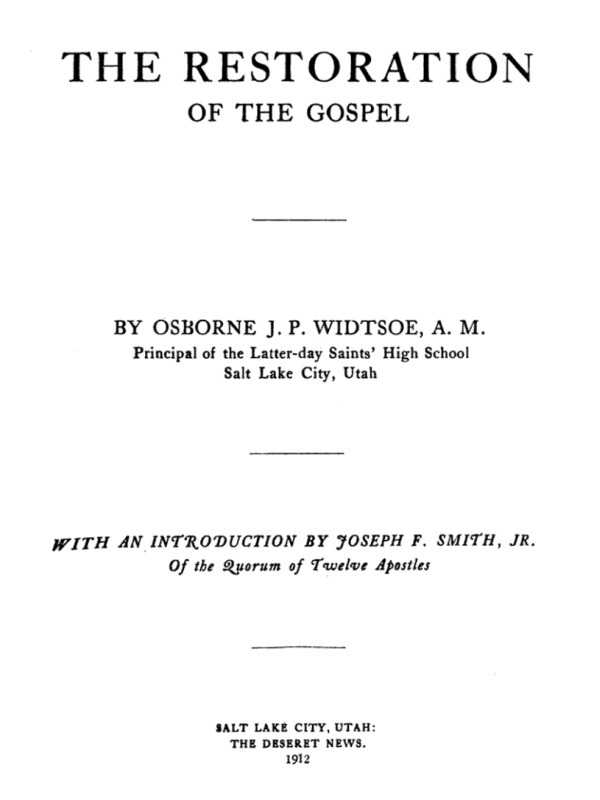 THE RESTORATION
OF THE GOSPEL
BY OSBORNE J. P. WIDTSOE, A. M.
Principal of the Latter-day Saints' High School
Salt Lake City, Utah
WITH AN INTRODUCTION BY JOSEPH F. SMITH, JR.
Of the Quorum of Twelve Apostles
SALT LAKE CITY, UTAH:
THE DESERET NEWS.
1912